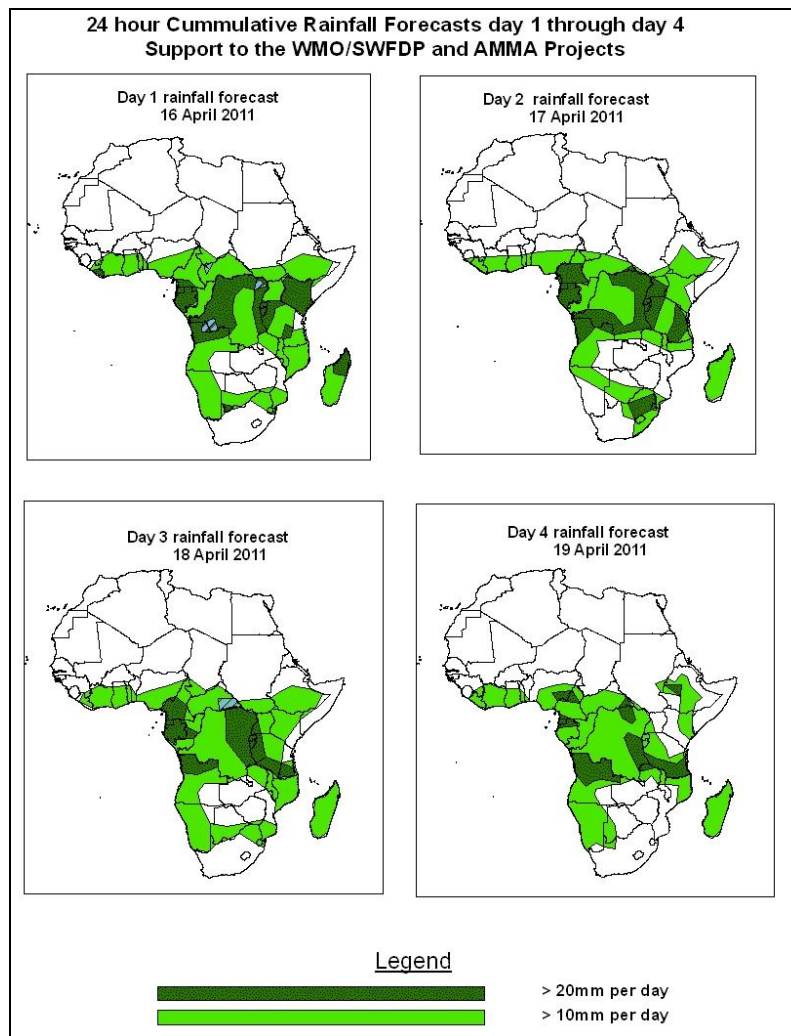 24 hour Cummulative Rainfall Forecasts day 1 through day 4
Support to the WMO/SWFDP and AMMA Projects
Day 1 rainfall forecast
16 April 2011
Day 2 rainfall forecast
17 April 2011
Day 3 rainfall forecast
18 April 2011
Day 4 rainfall forecast
19 April 2011
Legend
> 20mm per day
> 10mm per day